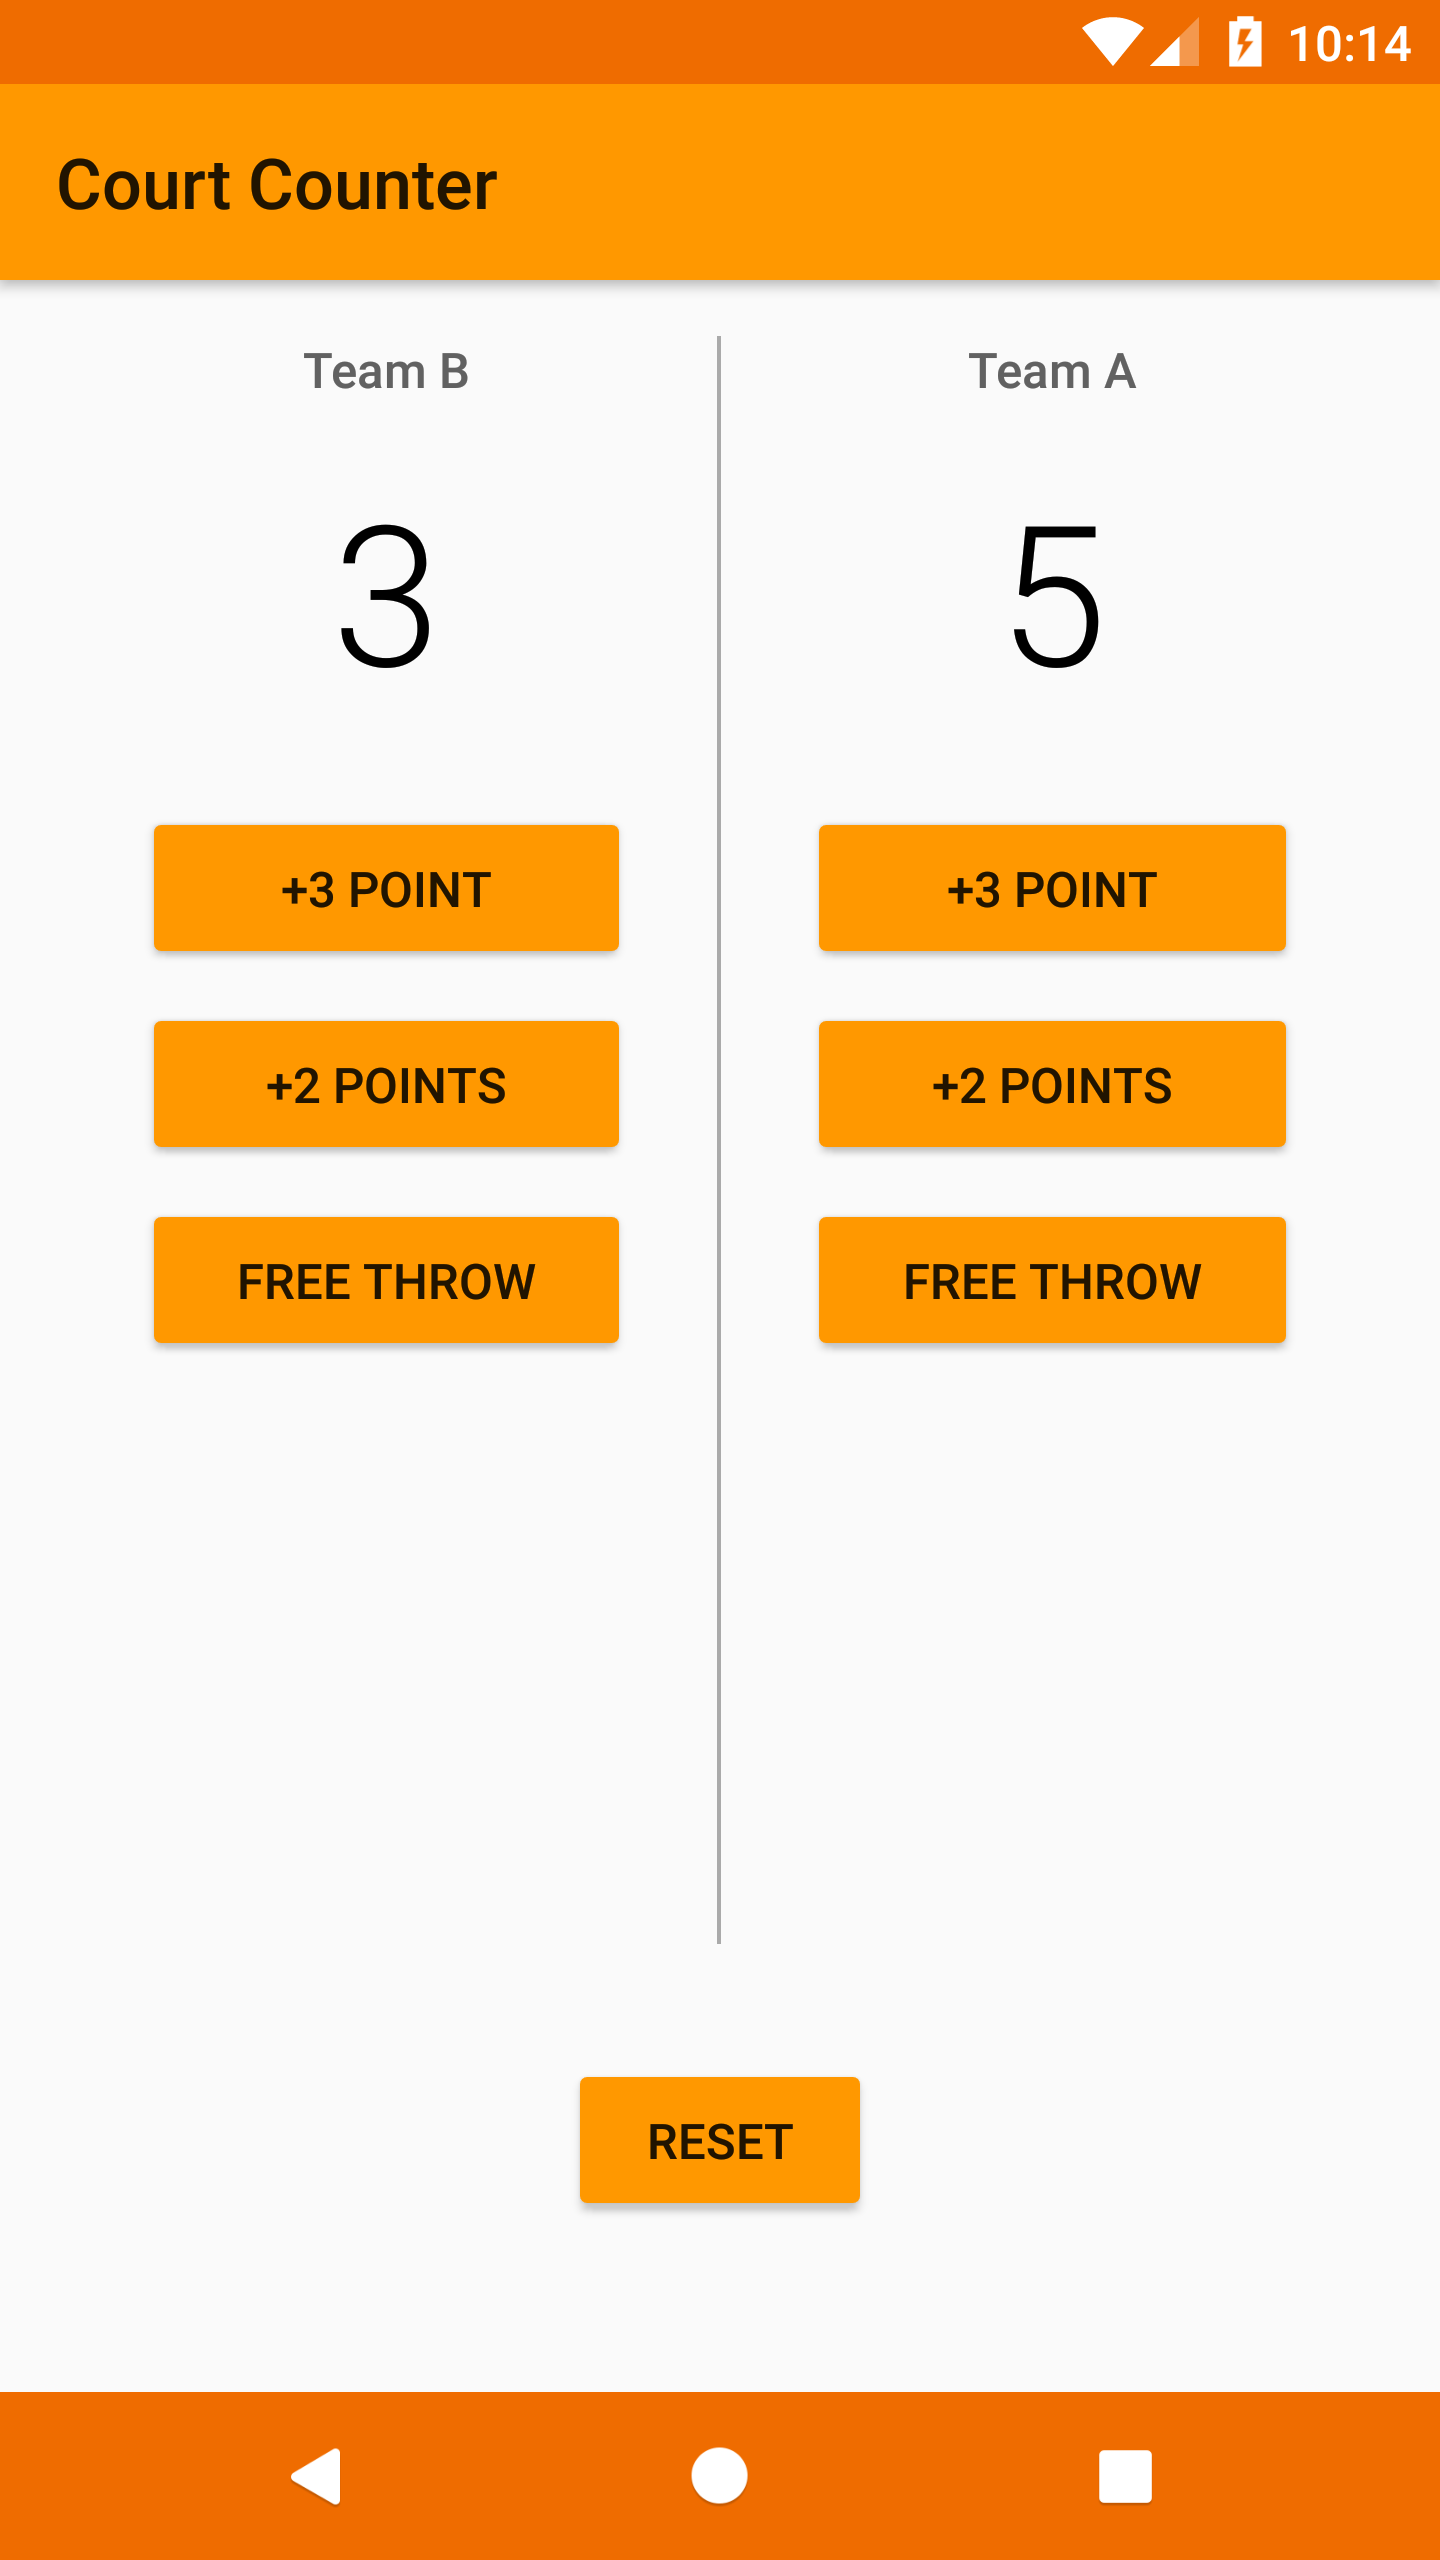 10:14
Court Counter
Team B
Team A
3
5
+3 POINT
+3 POINT
+2 POINTS
+2 POINTS
FREE THROW
FREE THROW
RESET